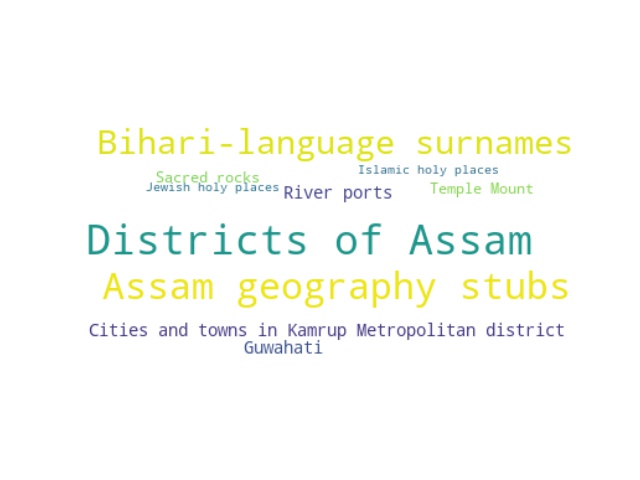 Bihari-language surnames
Islamic holy places
Sacred rocks
Jewish holy places
River ports
Temple Mount
Districts of Assam
Assam geography stubs
Cities and towns in Kamrup Metropolitan district
Guwahati